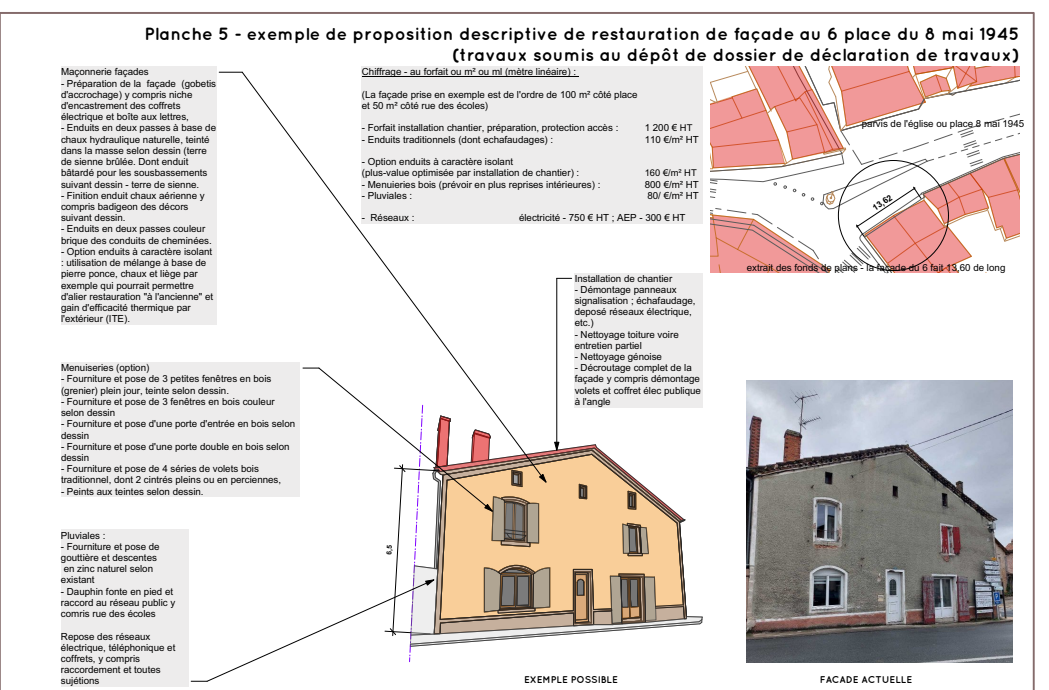 Planche 5 - exemple de proposition descriptive de restauration de façade au 6 place du 8 mai 1945
(travaux soumis au dépôt de dossier de déclaration de travaux)
Maçonnerie façades
- Préparation de la façade (gobetis
d'accrochage) y compris niche
d'encastrement des coffrets
électrique et boîte aux lettres,
- Enduits en deux passes à base de
chaux hydraulique naturelle, teinté
dans la masse selon dessin (terre
de sienne brûlée. Dont enduit
bâtardé pour les sousbassements
suivant dessin - terre de sienne.
- Finition enduit chaux aérienne y
compris badigeon des décors
suivant dessin.
- Enduits en deux passes couleur
brique des conduits de cheminées.
- Option enduits à caractère isolant
: utilisation de mélange à base de
pierre ponce, chaux et liège par
exemple qui pourrait permettre
d'alier restauration "à l'ancienne" et
gain d'efficacité thermique par
l'extérieur (ITE).
Chiffrage - au forfait ou m² ou ml (mètre linéaire) :
(La façade prise en exemple est de l'ordre de 100 m² côté place
et 50 m² côté rue des écoles)
- Forfait installation chantier, préparation, protection accès : 1 200 € HT
- Enduits traditionnels (dont echafaudages) : 110 €/m² HT
- Option enduits à caractère isolant
(plus-value optimisée par installation de chantier) : 160 €/m² HT
- Menuieries bois (prévoir en plus reprises intérieures) : 800 €/m² HT
- Pluviales : 80/ €/m² HT
- Réseaux : électricité - 750 € HT ; AEP - 300 € HT
parvis de l'église ou place 8 mai 1945
13,62
extrait des fonds de plans - la façade du 6 fait 13,60 de long
Installation de chantier
- Démontage panneaux
signalisation ; échafaudage,
deposé réseaux électrique,
etc.)
- Nettoyage toiture voire
entretien partiel
- Nettoyage génoise
- Décroutage complet de la
façade y compris démontage
volets et coffret élec publique
à l'angle
Menuiseries (option)
- Fourniture et pose de 3 petites fenêtres en bois
(grenier) plein jour, teinte selon dessin.
- Fourniture et pose de 3 fenêtres en bois couleur
selon dessin
- Fourniture et pose d'une porte d'entrée en bois selon
dessin
- Fourniture et pose d'une porte double en bois selon
dessin
- Fourniture et pose de 4 séries de volets bois
traditionnel, dont 2 cintrés pleins ou en perciennes,
- Peints aux teintes selon dessin.
Pluviales :
- Fourniture et pose de
gouttière et descentes
en zinc naturel selon
existant
- Dauphin fonte en pied et
raccord au réseau public y
comris rue des écoles
Repose des réseaux
électrique, téléphonique et
coffrets, y compris
raccordement et toutes
sujétions
6,5
EXEMPLE POSSIBLE
FACADE ACTUELLE